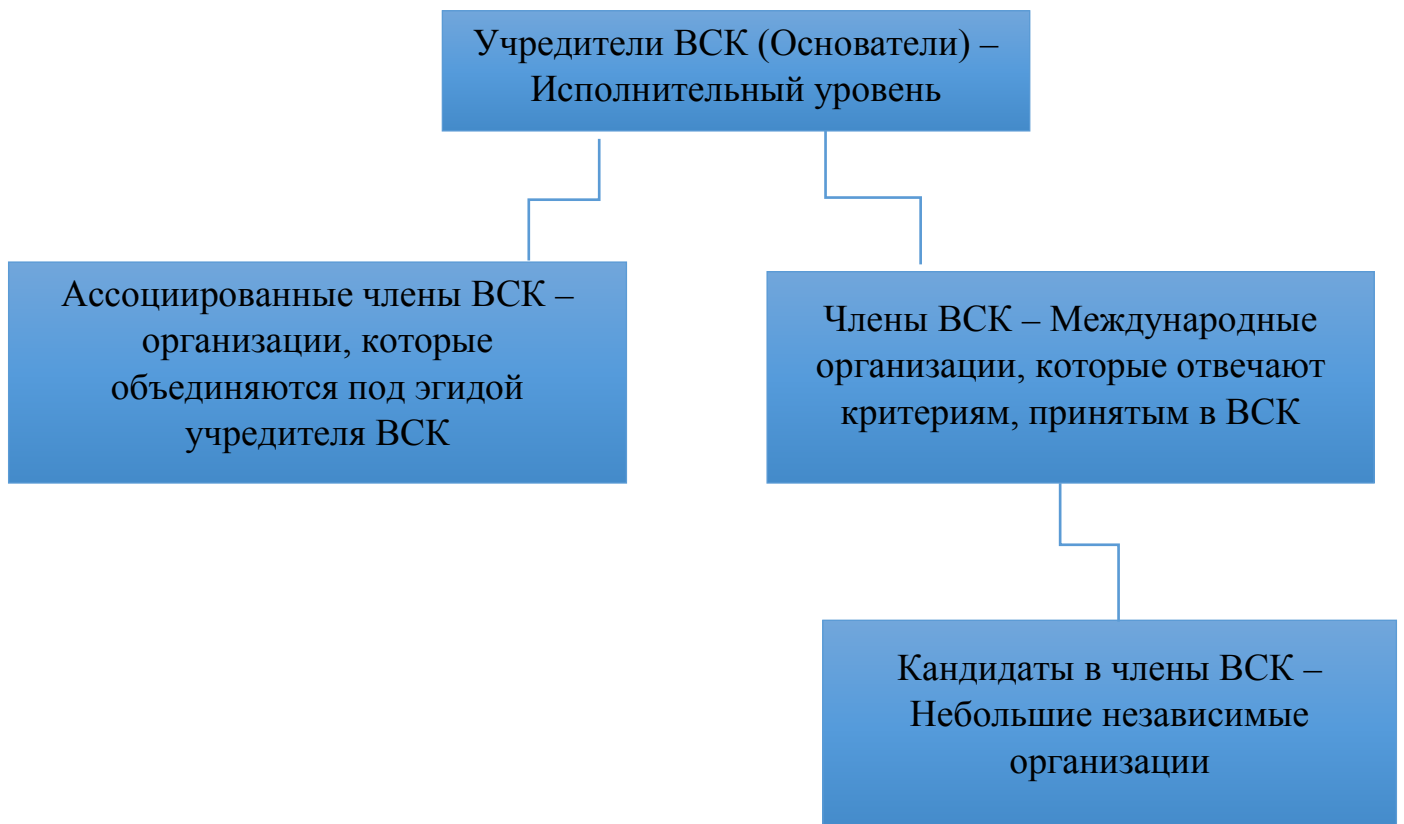 Учредители ВСК (Основатели) –
Исполнительный уровень
Ассоциированные члены ВСК –
организации, которые
объединяются под эгидой
учредителя ВСК
Члены ВСК – Международные
организации, которые отвечают
критериям, принятым в ВСК
Кандидаты в члены ВСК –
Небольшие независимые
организации